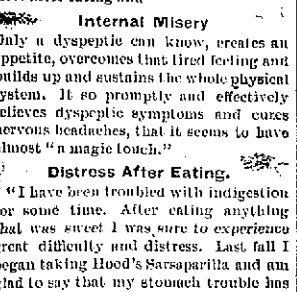 Internal Misery
Only a dyspeptic can know, creates an
appetite, overcomes that tired feeling and
builds up and sustains the whole physical
system. It so promptly and effectively
relieves dyspeptic symptoms and cures
nervous headaches, that it seems to have
almost "a magic touch."
Distress After Eating.
"I have been troubled with indigestion
for some time. After eating anything
that was sweet I was sure to experience
great difficulty and distress. Last fall I
began taking Hood's Sarsaparilla and am
glad to say that my stomach trouble has